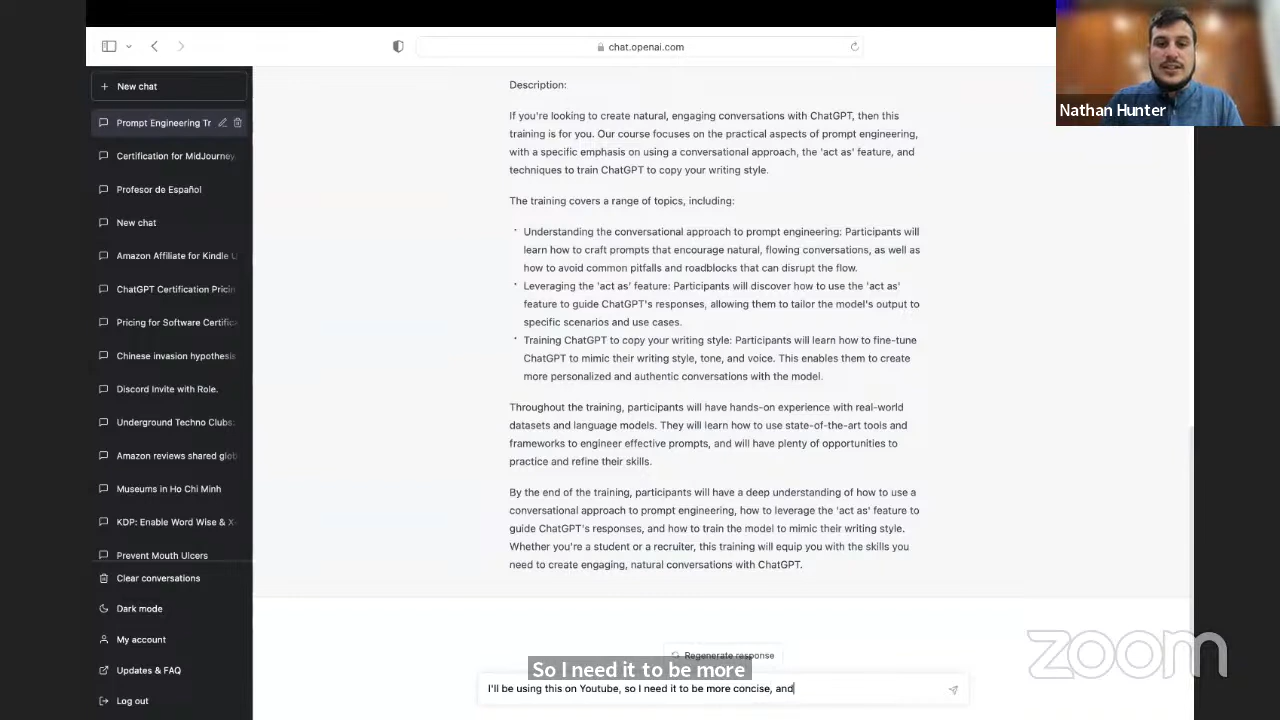 chat.openai.com
Nathan Hunter
+ New chat
Prompt Engineering Tr
Certification for MidJourney.
Profesor de Español
New chat
Amazon Affiliate for Kindle U
ChatGPT Certification Pricin
Pricing for Software Certific
Chinese invasion hypothesis
Discord Invite with Role.
Underground Techno Clubs.
Amazon reviews shared glob
Museums in Ho Chi Minh
KDP: Enable Word Wise & X-
Prevent Mouth Ulcers
Clear conversations
Dark mode
My account
Updates & FAQ
Log out
Description:
If you're looking to create natural, engaging conversations with ChatGPT, then this
training is for you. Our course focuses on the practical aspects of prompt engineering,
with a specific emphasis on using a conversational approach, the 'act as' feature, and
techniques to train ChatGPT to copy your writing style.
The training covers a range of topics, including:
· Understanding the conversational approach to prompt engineering: Participants will
learn how to craft prompts that encourage natural, flowing conversations, as well as
how to avoid common pitfalls and roadblocks that can disrupt the flow.
· Leveraging the 'act as' feature: Participants will discover how to use the 'act as'
feature to guide ChatGPT's responses, allowing them to tailor the model's output to
specific scenarios and use cases.
· Training ChatGPT to copy your writing style: Participants will learn how to fine-tune
ChatGPT to mimic their writing style, tone, and voice. This enables them to create
more personalized and authentic conversations with the model.
Throughout the training, participants will have hands-on experience with real-world
datasets and language models. They will learn how to use state-of-the-art tools and
frameworks to engineer effective prompts, and will have plenty of opportunities to
practice and refine their skills.
By the end of the training, participants will have a deep understanding of how to use a
conversational approach to prompt engineering, how to leverage the 'act as' feature to
guide ChatGPT's responses, and how to train the model to mimic their writing style.
Whether you're a student or a recruiter, this training will equip you with the skills you
need to create engaging, natural conversations with ChatGPT.
Regenerate response
So I need it to be more
I'll be using this on Youtube, so I need it to be more concise, and
zoom